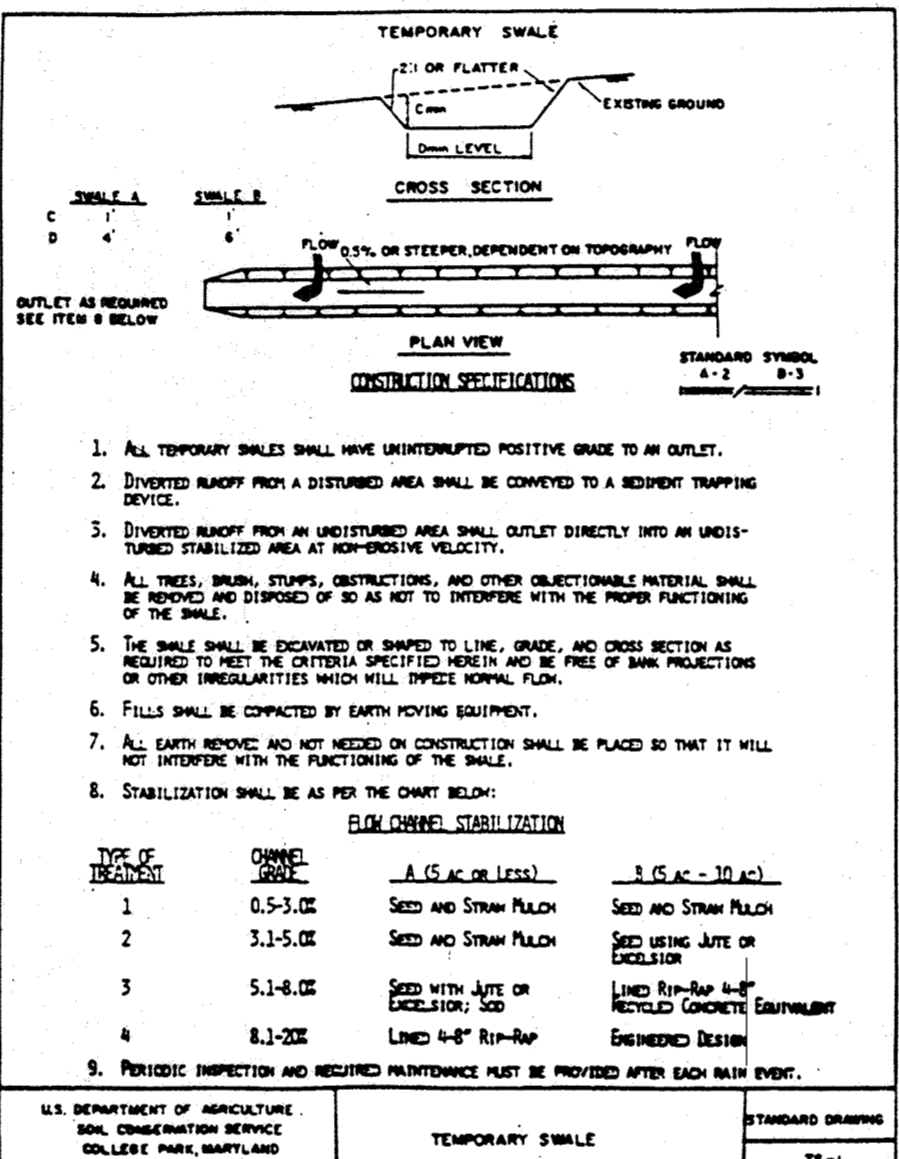 TEMPORARY SWALE
2:1 OR FLATTER
C min
EXISTING GROUND
Dmin LEVEL
CROSS SECTION
SWALE A SWALE B
C 1' 1'
D 4' 6'
FLOW 0.5% OR STEEPER, DEPENDENT ON TOPOGRAPHY FLOW
OUTLET AS REQUIRED
SEE ITEM 8 BELOW
PLAN VIEW
STANDARD SYMBOL
A-2 B-3
CONSTRUCTION SPECIFICATIONS
1. ALL TEMPORARY SWALES SHALL HAVE UNINTERRUPTED POSITIVE GRADE TO AN OUTLET.
2. DIVERTED RUNOFF FROM A DISTURBED AREA SHALL BE CONVEYED TO A SEDIMENT TRAPPING
DEVICE.
3. DIVERTED RUNOFF FROM AN UNDISTURBED AREA SHALL OUTLET DIRECTLY INTO AN UNDIS-
TURBED STABILIZED AREA AT NON-EROSIVE VELOCITY.
4. ALL TREES, BRUSH, STUMPS, OBSTRUCTIONS, AND OTHER OBJECTIONABLE MATERIAL SHALL
BE REMOVED AND DISPOSED OF SO AS NOT TO INTERFERE WITH THE PROPER FUNCTIONING
OF THE SWALE.
5. THE SWALE SHALL BE EXCAVATED OR SHAPED TO LINE, GRADE, AND CROSS SECTION AS
REQUIRED TO MEET THE CRITERIA SPECIFIED HEREIN AND BE FREE OF BANK PROJECTIONS
OR OTHER IRREGULARITIES WHICH WILL IMPEDE NORMAL FLOW.
6. FILLS SHALL BE COMPACTED BY EARTH MOVING EQUIPMENT.
7. ALL EARTH REMOVED AND NOT NEEDED ON CONSTRUCTION SHALL BE PLACED SO THAT IT WILL
NOT INTERFERE WITH THE FUNCTIONING OF THE SWALE.
8. STABILIZATION SHALL BE AS PER THE CHART BELOW:
FLOW CHANNEL STABILIZATION
TYPE OF CHANNEL
TREATMENT GRADE A (5 AC OR LESS) B (5 AC - 10 AC)
1 0.5-3.0% SEED AND STRAW MULCH SEED AND STRAW MULCH
2 3.1-5.0% SEED AND STRAW MULCH SEED USING JUTE OR
EXCELSIOR
3 5.1-8.0% SEED WITH JUTE OR LINED RIP-RAP 4-8"
EXCELSIOR; SOD RECYCLED CONCRETE EQUIVALENT
4 8.1-20% LINED 4-8" RIP-RAP ENGINEERED DESIGN
9. PERIODIC INSPECTION AND REQUIRED MAINTENANCE MUST BE PROVIDED AFTER EACH RAIN EVENT.
U.S. DEPARTMENT OF AGRICULTURE
SOIL CONSERVATION SERVICE
COLLEGE PARK, MARYLAND
TEMPORARY SWALE
STANDARD DRAWING